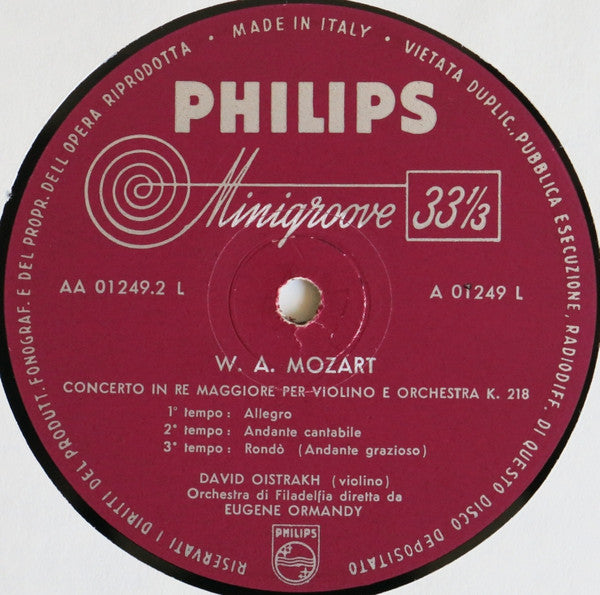 RISERVATI I DIRITTI DEL PRODUTT. FONOGRAF. E DEL PROPR. DELL'OPERA RIPRODOTTA • MADE IN ITALY • VIETATA DUPLIC., PUBBLICA ESECUZIONE, RADIODIFF. DI QUESTO DISCO DEPOSITATO
PHILIPS
Minigroove 33 1/3
AA 01249.2 L A 01249 L
W. A. MOZART
CONCERTO IN RE MAGGIORE PER VIOLINO E ORCHESTRA K. 218
1° tempo: Allegro
2° tempo: Andante cantabile
3° tempo: Rondò (Andante grazioso)
DAVID OISTRAKH (violino)
Orchestra di Filadelfia diretta da
EUGENE ORMANDY
PHILIPS